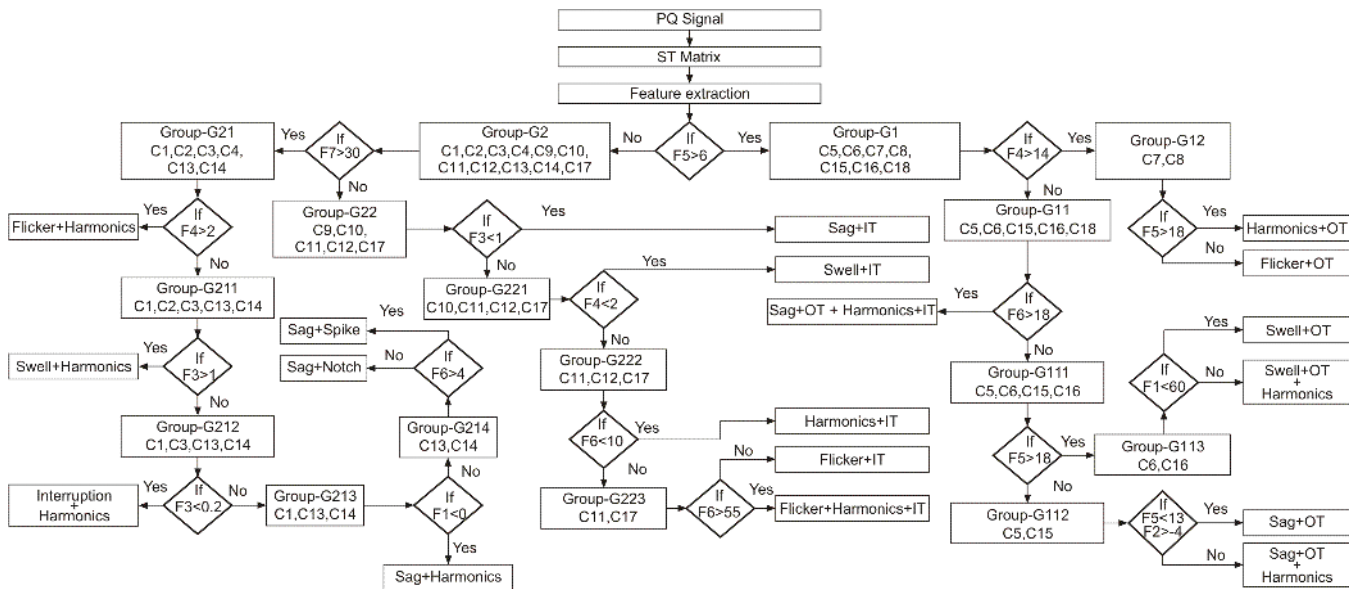 PQ Signal
ST Matrix
Feature extraction
Group-G21
C1,C2,C3,C4,
C13,C14
Yes
If
F7>30
Group-G2
C1,C2,C3,C4,C9,C10,
C11,C12,C13,C14,C17
No
If
F5>6
Yes
Group-G1
C5,C6,C7,C8,
C15,C16,C18
If
F4>14
Yes
Group-G12
C7,C8
No
No
Flicker+Harmonics
Yes
If
F4>2
No
Group-G22
C9,C10,
C11,C12,C17
If
F3<1
Yes
No
Sag+IT
Group-G11
C5,C6,C15,C16,C18
If
F5>18
Yes
Harmonics+OT
No
Flicker+OT
Group-G211
C1,C2,C3,C13,C14
Group-G221
C10,C11,C12,C17
If
F4<2
Yes
No
Swell+IT
Sag+OT + Harmonics+IT
Yes
If
F6>18
No
Swell+Harmonics
Yes
If
F3>1
No
Sag+Spike
Yes
Sag+Notch
No
If
F6>4
Group-G222
C11,C12,C17
Group-G111
C5,C6,C15,C16
If
F1<60
Yes
Swell+OT
No
Swell+OT
+
Harmonics
Group-G212
C1,C3,C13,C14
Group-G214
C13,C14
If
F6<10
Yes
No
Harmonics+IT
If
F5>18
Yes
No
Group-G113
C6,C16
Interruption
+
Harmonics
Yes
If
F3<0.2
No
Group-G213
C1,C13,C14
If
F1<0
No
Yes
Sag+Harmonics
Group-G223
C11,C17
If
F6>55
No
Flicker+IT
Yes
Flicker+Harmonics+IT
Group-G112
C5,C15
If
F5<13
F2>-4
Yes
Sag+OT
No
Sag+OT
+
Harmonics